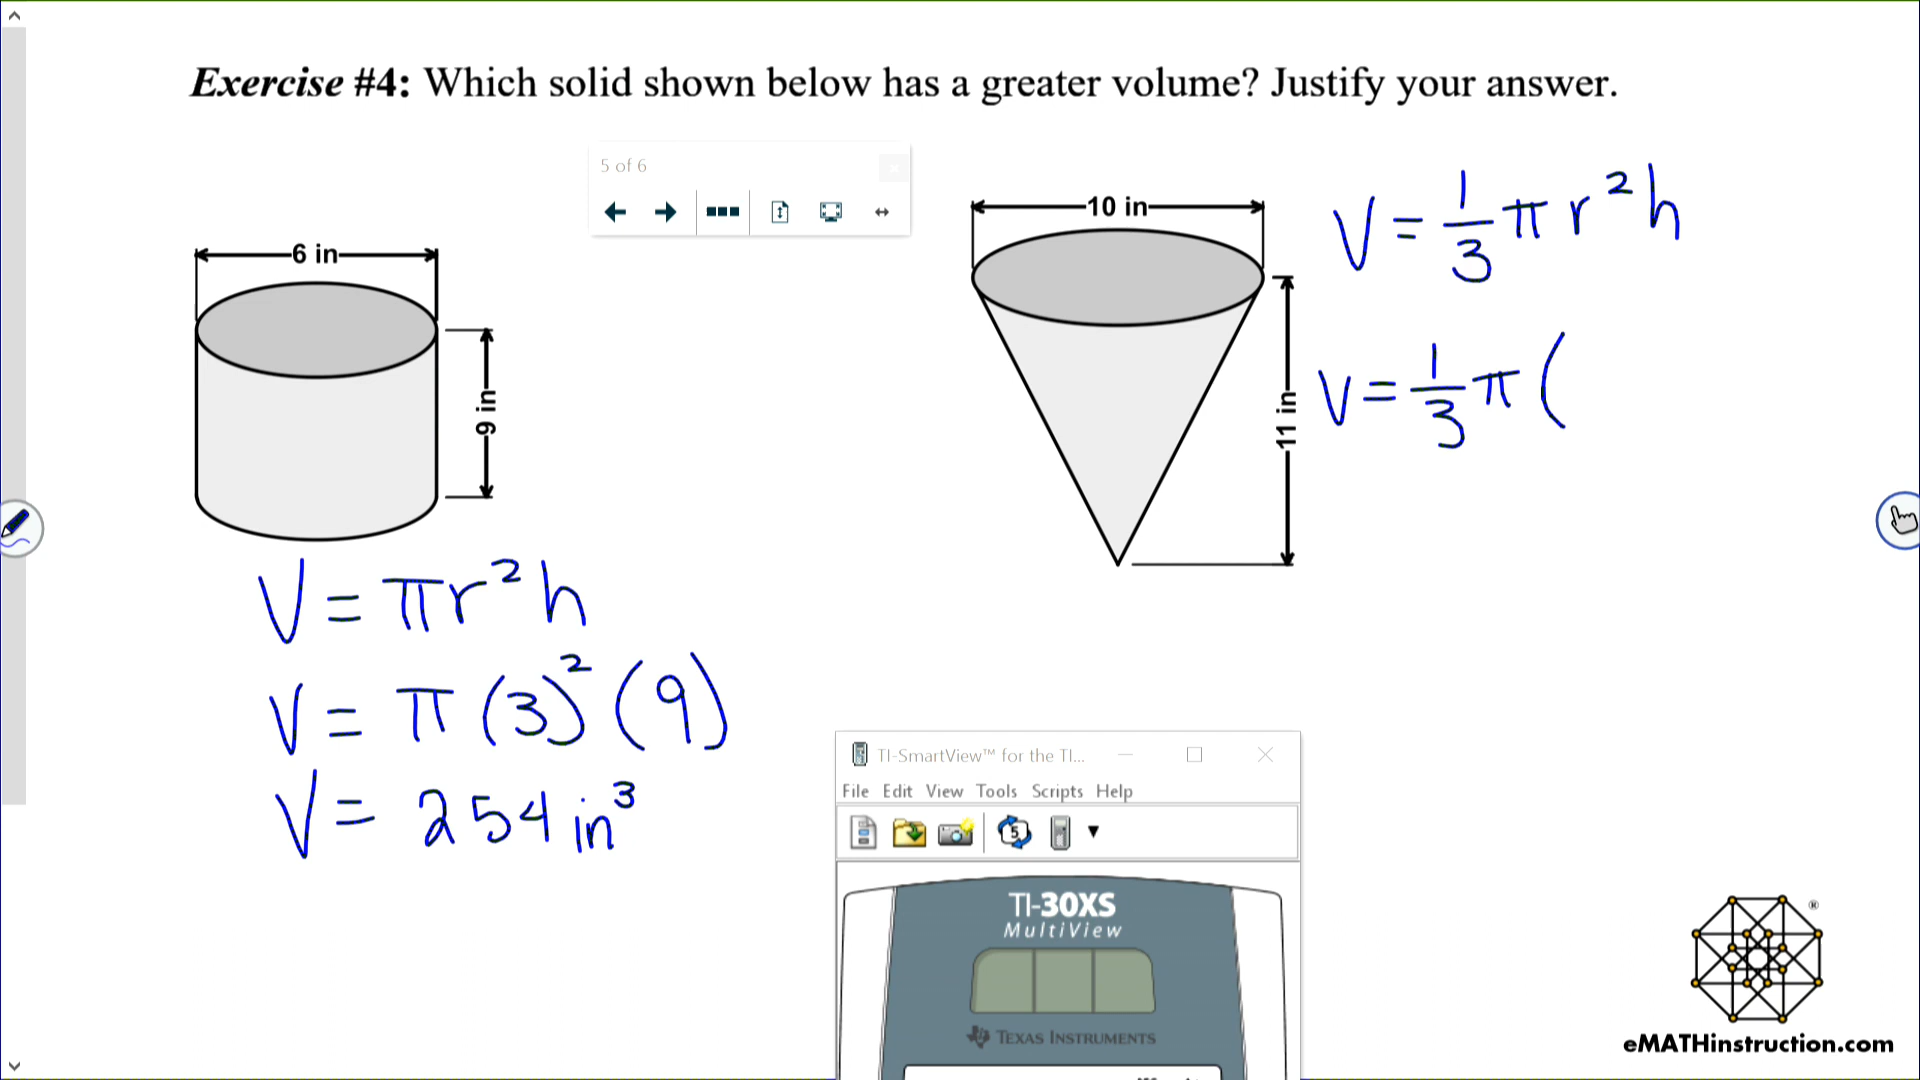 Exercise #4: Which solid shown below has a greater volume? Justify your answer.
5 of 6
6 in
9 in
10 in
11 in
V = 1/3 π r² h
V = 1/3 π (
V = πr² h
V = π (3)² (9)
V = 254 in³
TI-SmartView™ for the TI...
File Edit View Tools Scripts Help
5
TI-30XS
MultiView
TEXAS INSTRUMENTS
®
eMATHinstruction.com